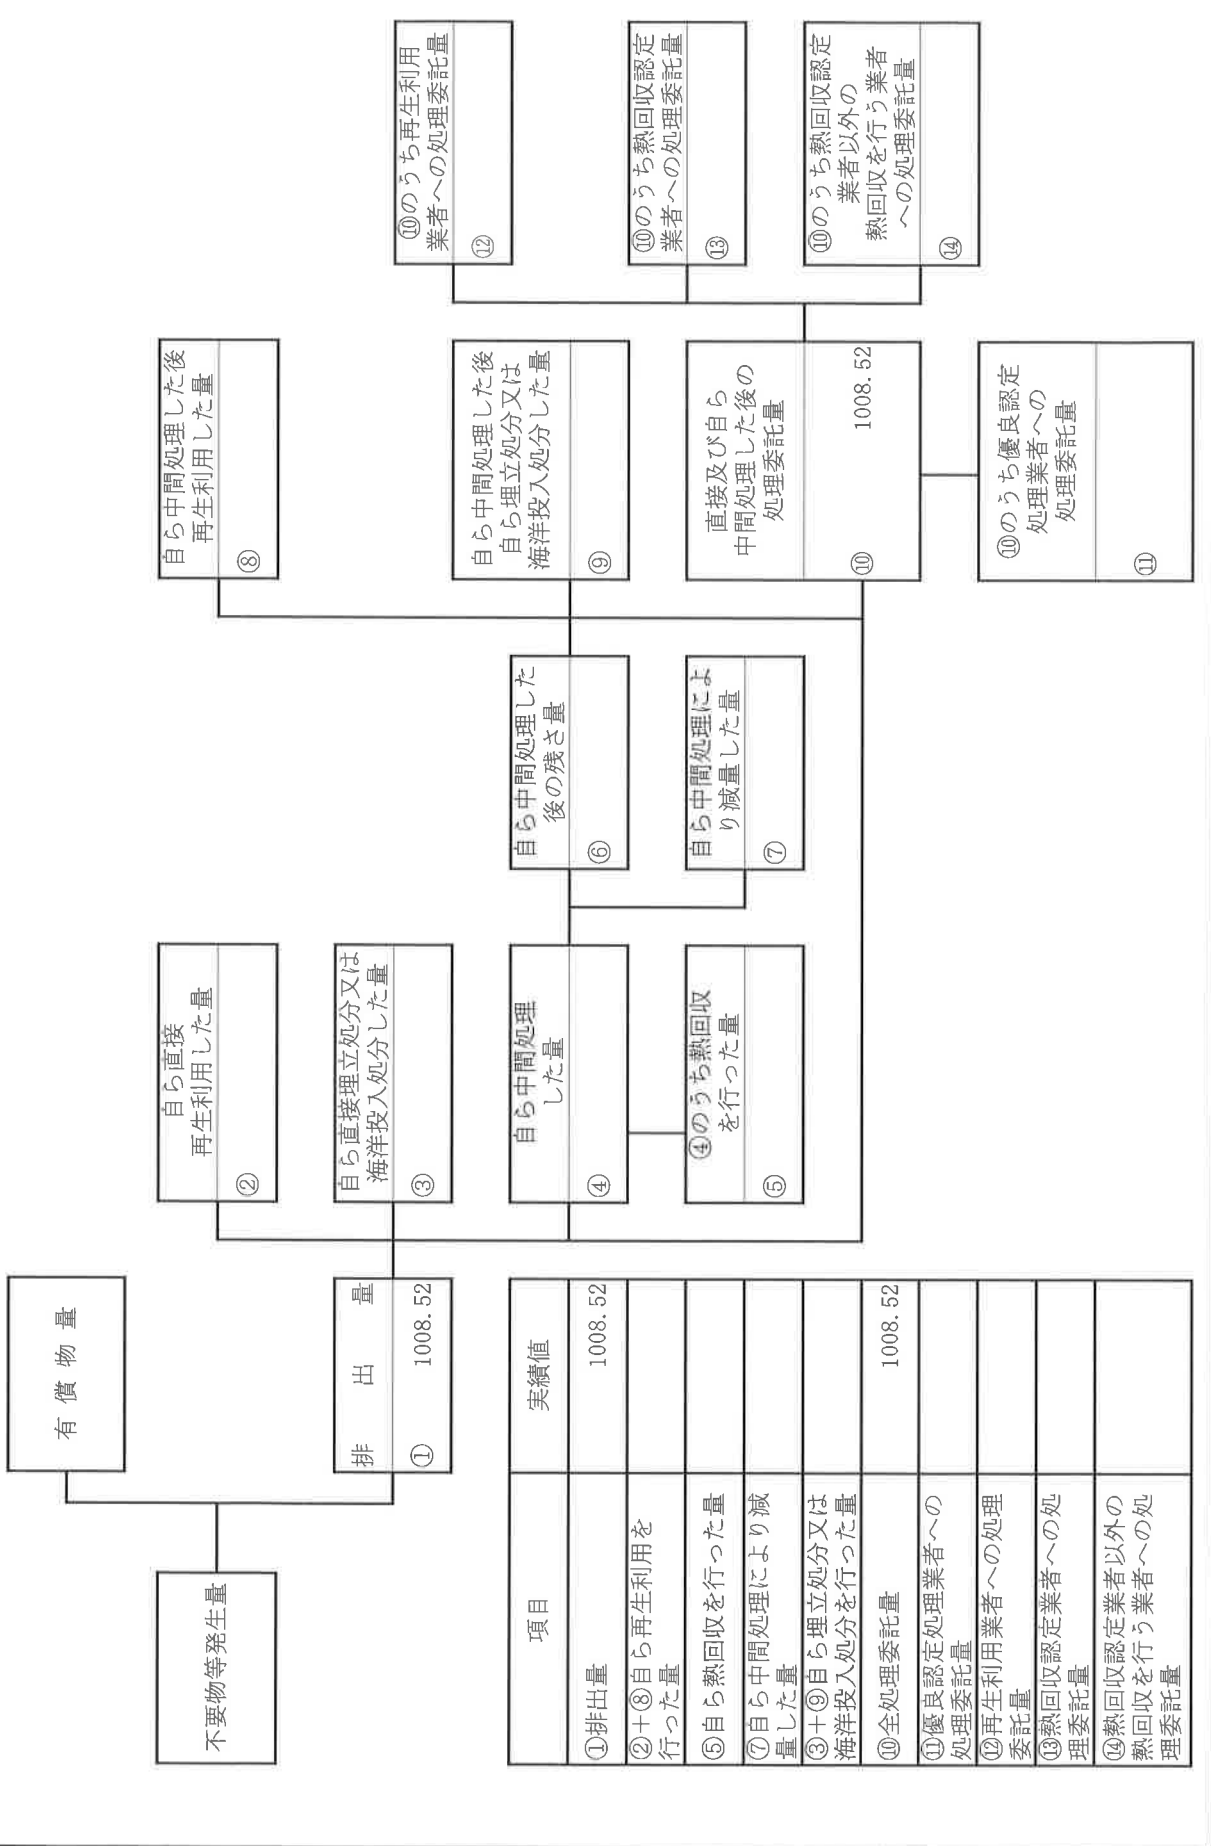 不要物等発生量
有償物量
排出量
① 1008.52
自ら直接
再生利用した量
②
自ら直接埋立処分又は
海洋投入処分した量
③
自ら中間処理
した量
④
④のうち熱回収
を行った量
⑤
自ら中間処理した
後の残さ量
⑥
自ら中間処理によ
り減量した量
⑦
自ら中間処理した後
再生利用した量
⑧
自ら中間処理した後
自ら埋立処分又は
海洋投入処分した量
⑨
直接及び自ら
中間処理した後の
処理委託量
⑩ 1008.52
⑩のうち優良認定
処理業者への
処理委託量
⑪
⑩のうち再生利用
業者への処理委託量
⑫
⑩のうち熱回収認定
業者への処理委託量
⑬
⑩のうち熱回収認定
業者以外の
熱回収を行う業者
への処理委託量
⑭
項目 実績値
①排出量 1008.52
②+⑧自ら再生利用を
行った量
⑤自ら熱回収を行った量
⑦自ら中間処理により減
量した量
③+⑨自ら埋立処分又は
海洋投入処分を行った量
⑩全処理委託量 1008.52
⑪優良認定処理業者への
処理委託量
⑫再生利用業者への処理
委託量
⑬熱回収認定業者への処
理委託量
⑭熱回収認定業者以外の
熱回収を行う業者への処
理委託量